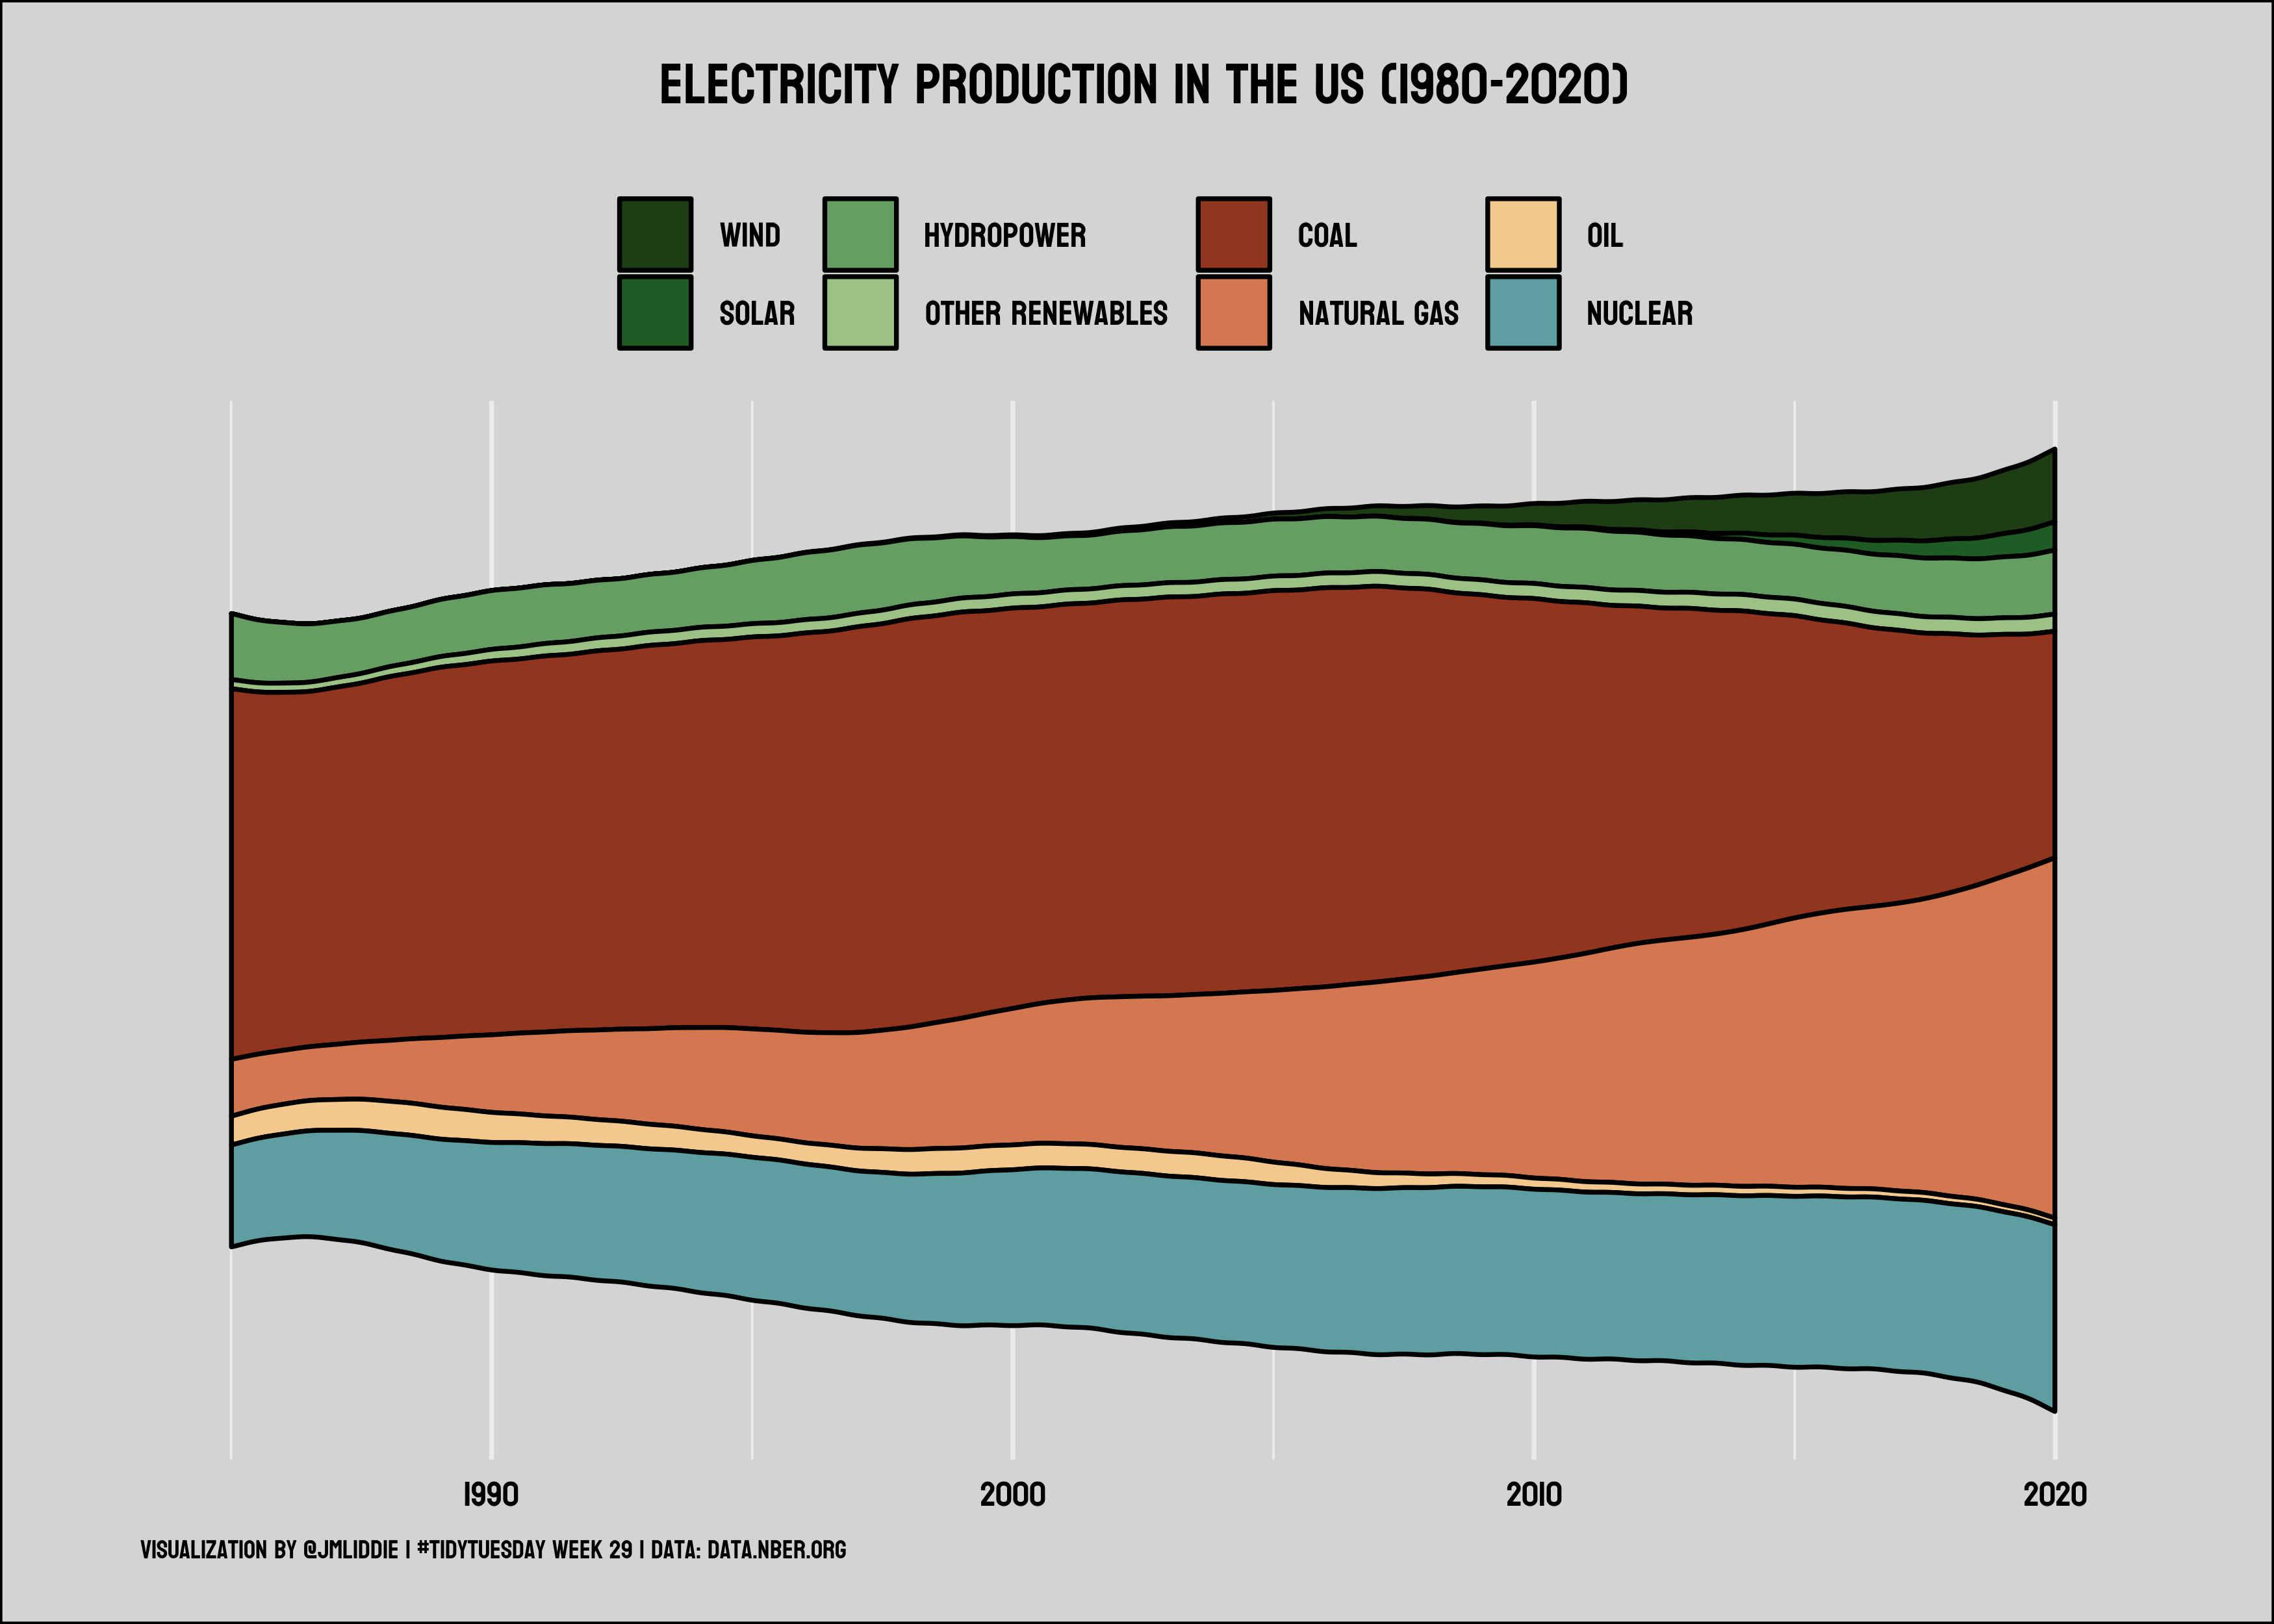 ELECTRICITY PRODUCTION IN THE US (1980-2020)
WIND HYDROPOWER COAL OIL
SOLAR OTHER RENEWABLES NATURAL GAS NUCLEAR
1990 2000 2010 2020
VISUALIZATION BY @JMLIDDIE | #TIDYTUESDAY WEEK 29 | DATA: DATA.NBER.ORG